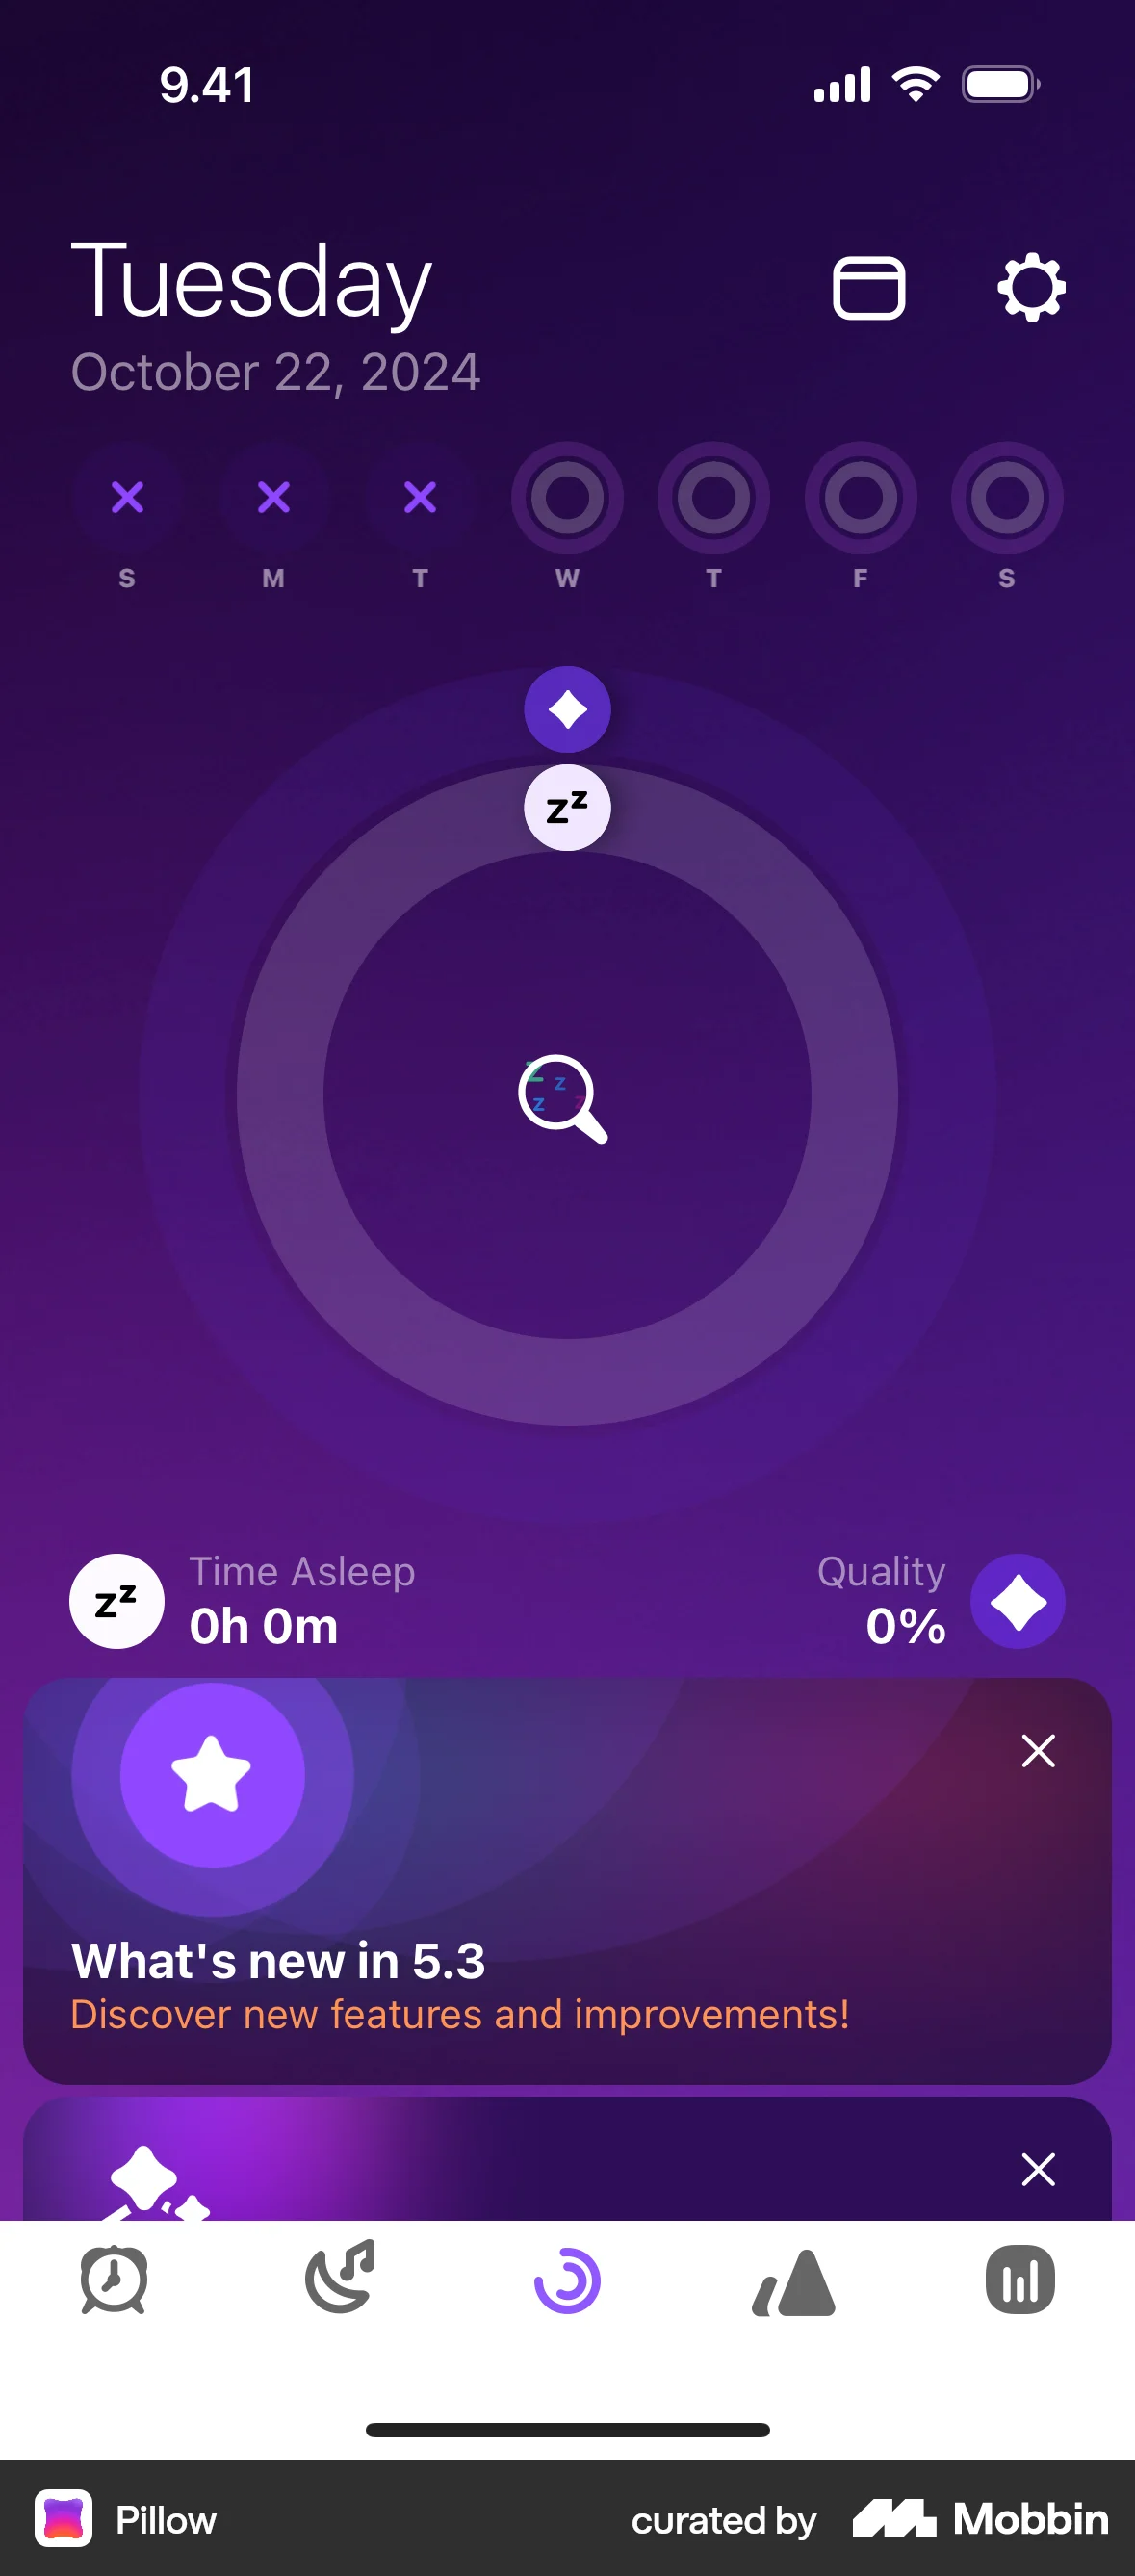 9.41
Tuesday
October 22, 2024
S M T W T F S
zz
z z z z
Time Asleep
0h 0m
Quality
0%
zz
What's new in 5.3
Discover new features and improvements!
Pillow
curated by Mobbin